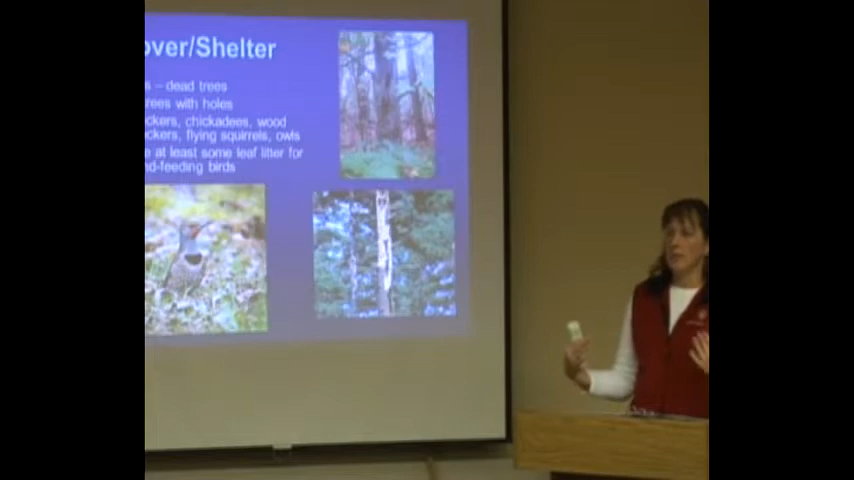 over/Shelter
s – dead trees
rees with holes
ckers, chickadees, wood
ckers, flying squirrels, owls
e at least some leaf litter for
nd-feeding birds